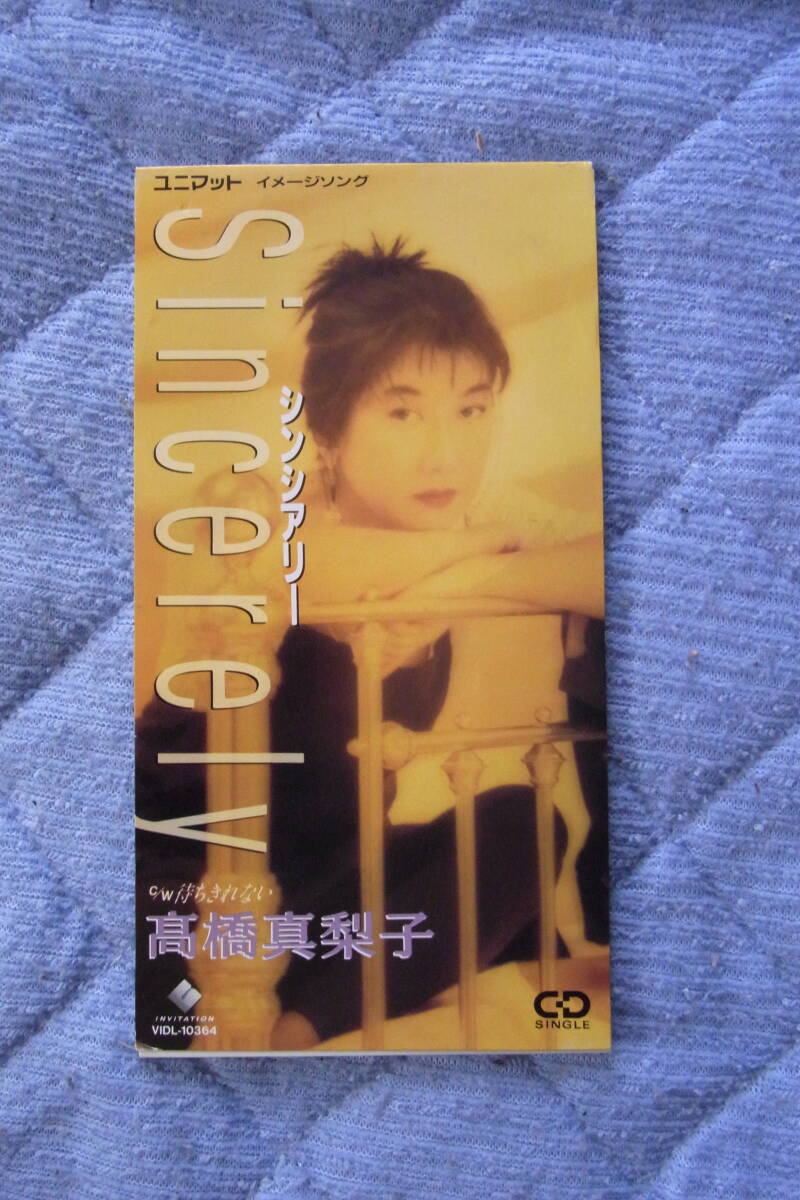 ユニマット イメージソング
Sincerely
シンシアリー
c/w 待ちきれない
髙橋真梨子
INVITATION
VIDL-10364
CD
SINGLE